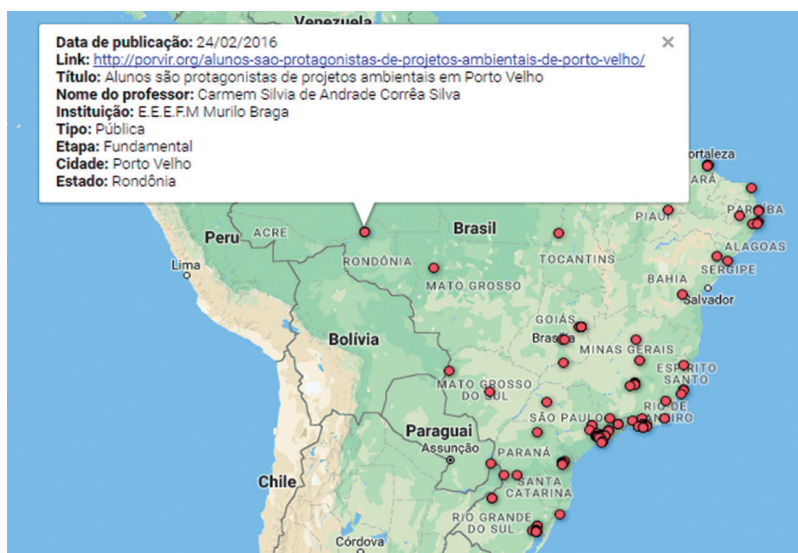 Venezuela
Data de publicação: 24/02/2016
Link: http://porvir.org/alunos-sao-protagonistas-de-projetos-ambientais-de-porto-velho/
Título: Alunos são protagonistas de projetos ambientais em Porto Velho
Nome do professor: Carmem Silvia de Andrade Corrêa Silva
Instituição: E.E.E.F.M Murilo Braga
Tipo: Pública
Etapa: Fundamental
Cidade: Porto Velho
Estado: Rondônia
ortaleza
ARÁ
PARAÍBA
PIAUÍ
Brasil
ACRE
Peru
ALAGOAS
RONDÔNIA
TOCANTINS
Lima
SERGIPE
BAHIA
MATO GROSSO
Salvador
GOIÁS
Brasília
Bolívia
MINAS GERAIS
ESPÍRITO
SANTO
MATO GROSSO
DO SUL
RIO DE
JANEIRO
SÃO PAULO
Paraguai
Assunção
PARANÁ
Chile
SANTA
CATARINA
RIO GRANDE
DO SUL
Córdova